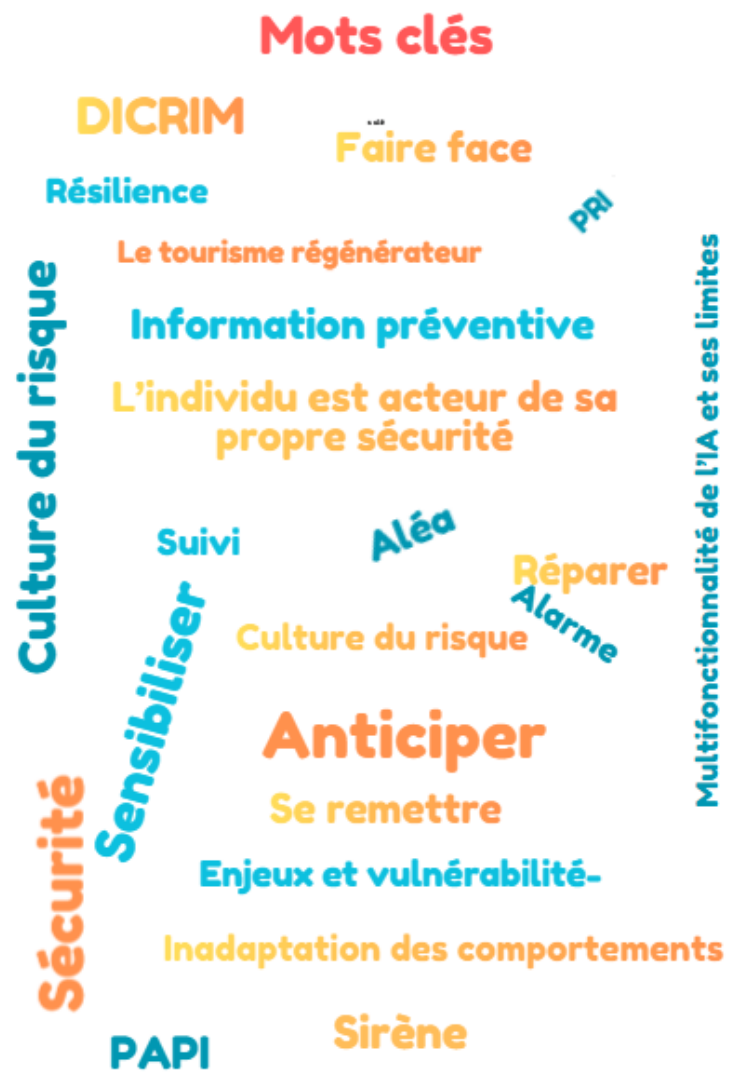 Mots clés
DICRIM
Faire face
Résilience
PRI
Le tourisme régénérateur
Culture du risque
Multifonctionnalité de l'IA et ses limites
Information préventive
L'individu est acteur de sa
propre sécurité
Suivi
Aléa
Réparer
Alarme
Sensibiliser
Culture du risque
Anticiper
Sécurité
Se remettre
Enjeux et vulnérabilité-
Inadaptation des comportements
Sirène
PAPI